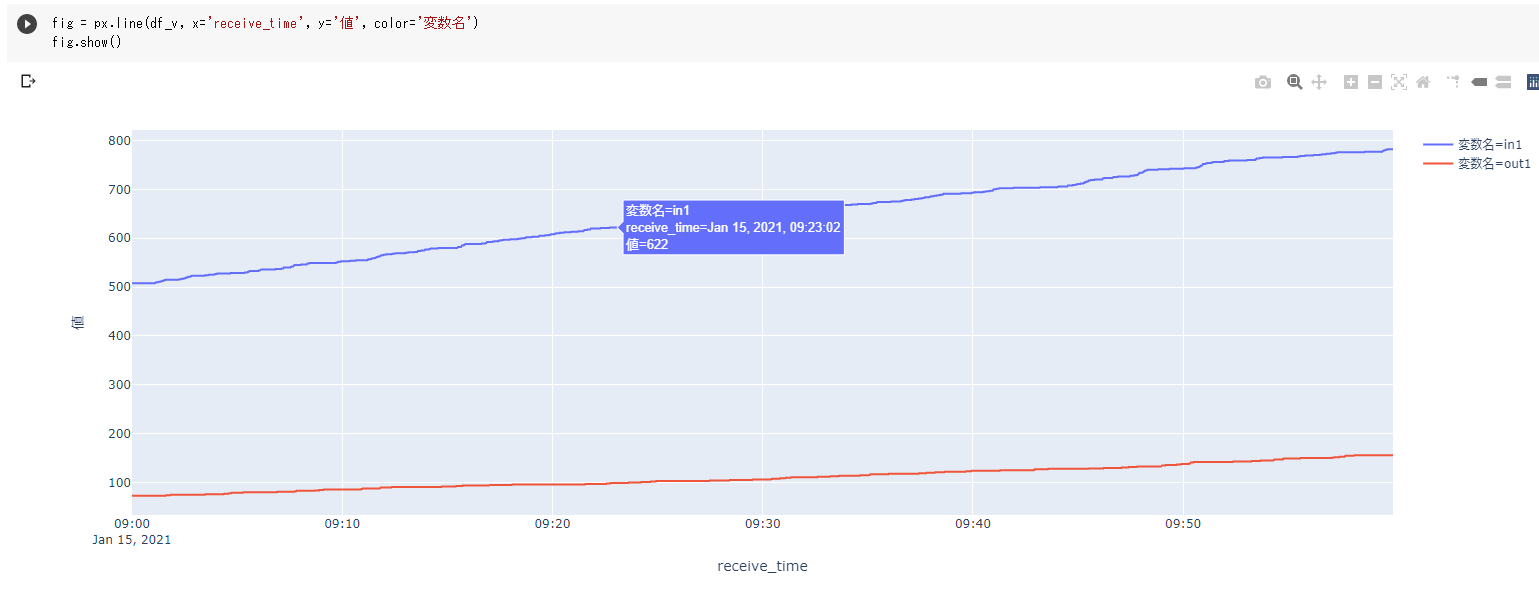 fig = px.line(df_v, x='receive_time', y='値', color='変数名')
fig.show()
800
700
600
500
400
300
200
100
値
変数名=in1
receive_time=Jan 15, 2021, 09:23:02
値=622
変数名=in1
変数名=out1
09:00
Jan 15, 2021
09:10
09:20
09:30
09:40
09:50
receive_time